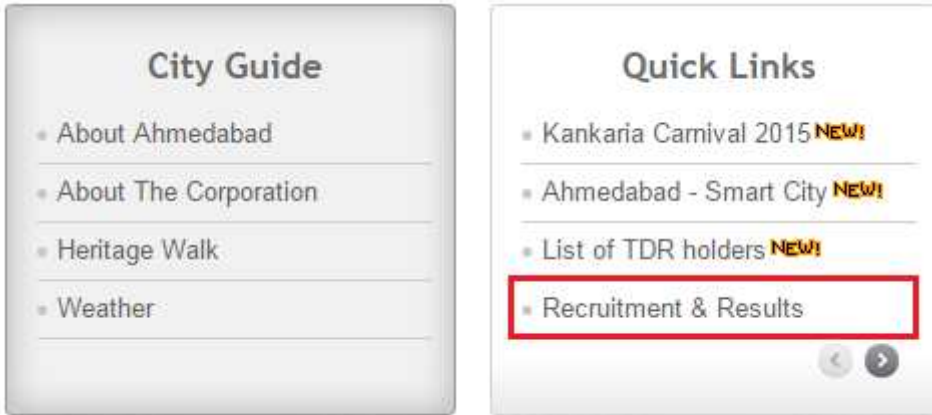 City Guide
About Ahmedabad
About The Corporation
Heritage Walk
Weather
Quick Links
Kankaria Carnival 2015 NEW!
Ahmedabad - Smart City NEW!
List of TDR holders NEW!
Recruitment & Results